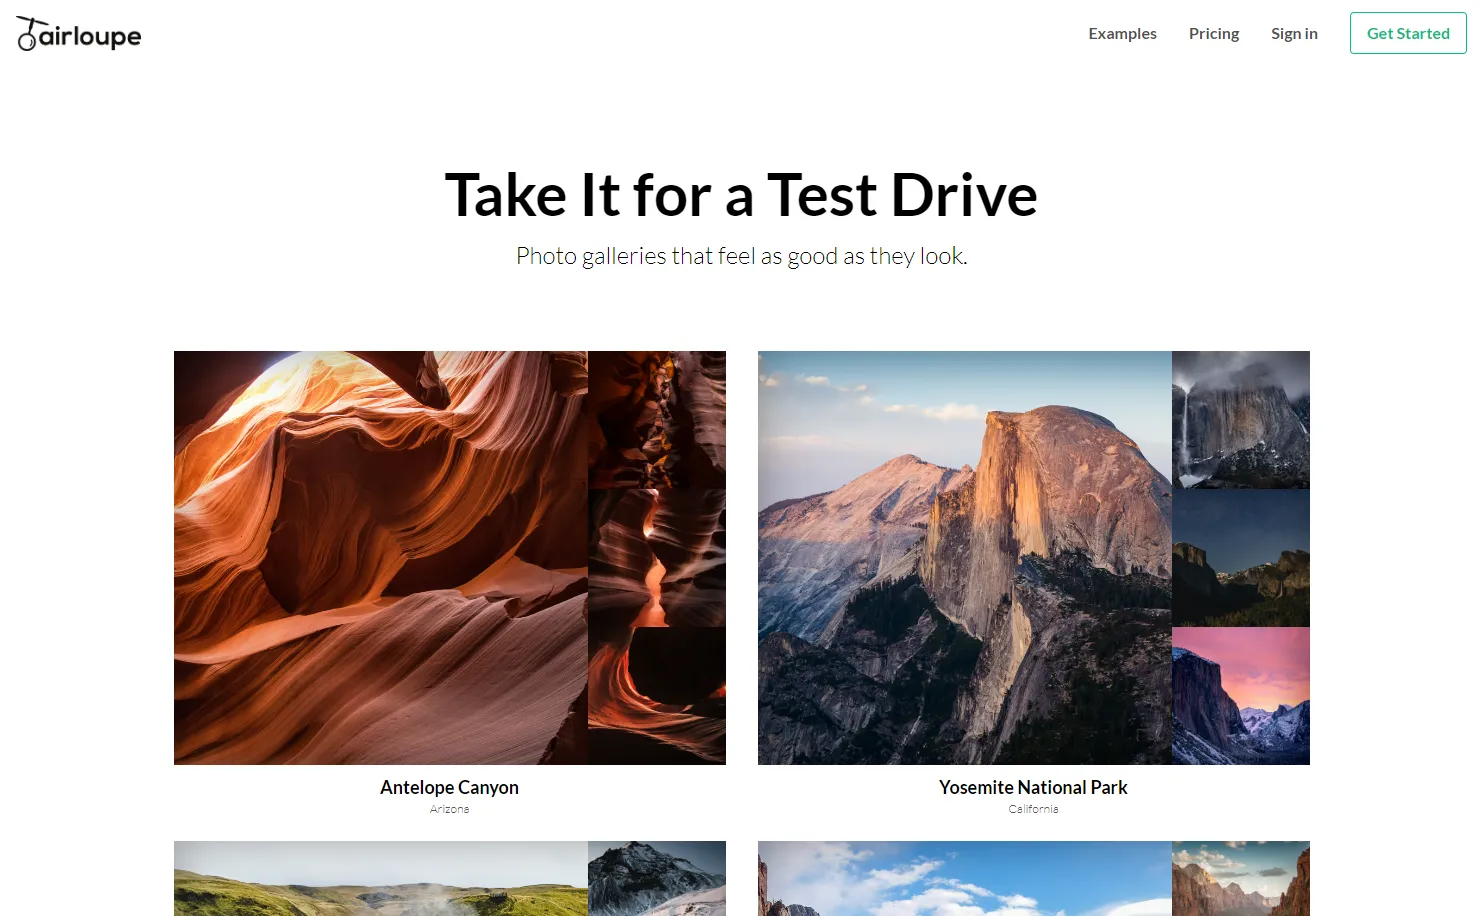 airloupe
Examples
Pricing
Sign in
Get Started
Take It for a Test Drive
Photo galleries that feel as good as they look.
Antelope Canyon
Arizona
Yosemite National Park
California